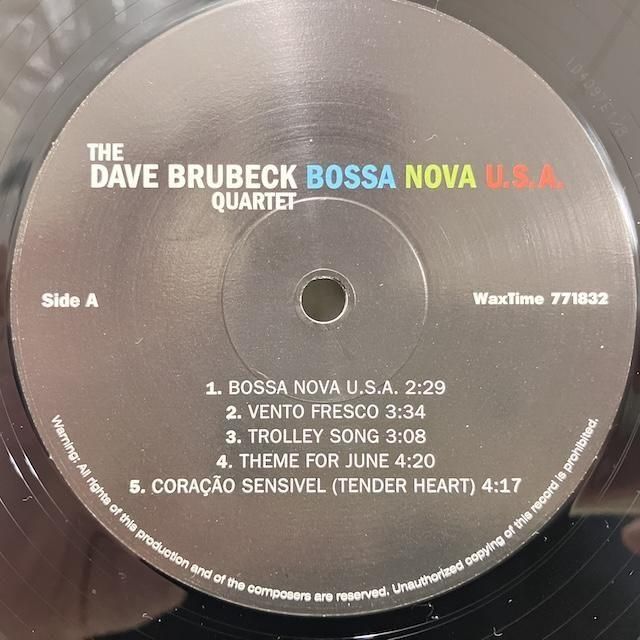 THE
DAVE BRUBECK BOSSA NOVA U.S.A.
QUARTET
Side A
WaxTime 771832
1. BOSSA NOVA U.S.A. 2:29
2. VENTO FRESCO 3:34
3. TROLLEY SONG 3:08
4. THEME FOR JUNE 4:20
5. CORAÇÃO SENSIVEL (TENDER HEART) 4:17
Warning: All rights of this production and of the composers are reserved. Unauthorized copying of this record is prohibited.